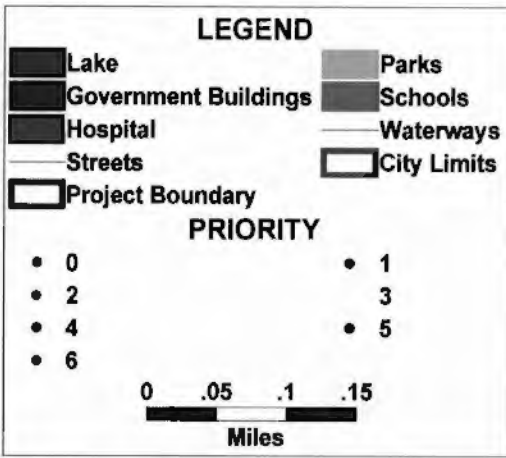 LEGEND
Lake Parks
Government Buildings Schools
Hospital Waterways
Streets City Limits
Project Boundary
PRIORITY
0 1
2 3
4 5
6
0 .05 .1 .15
Miles